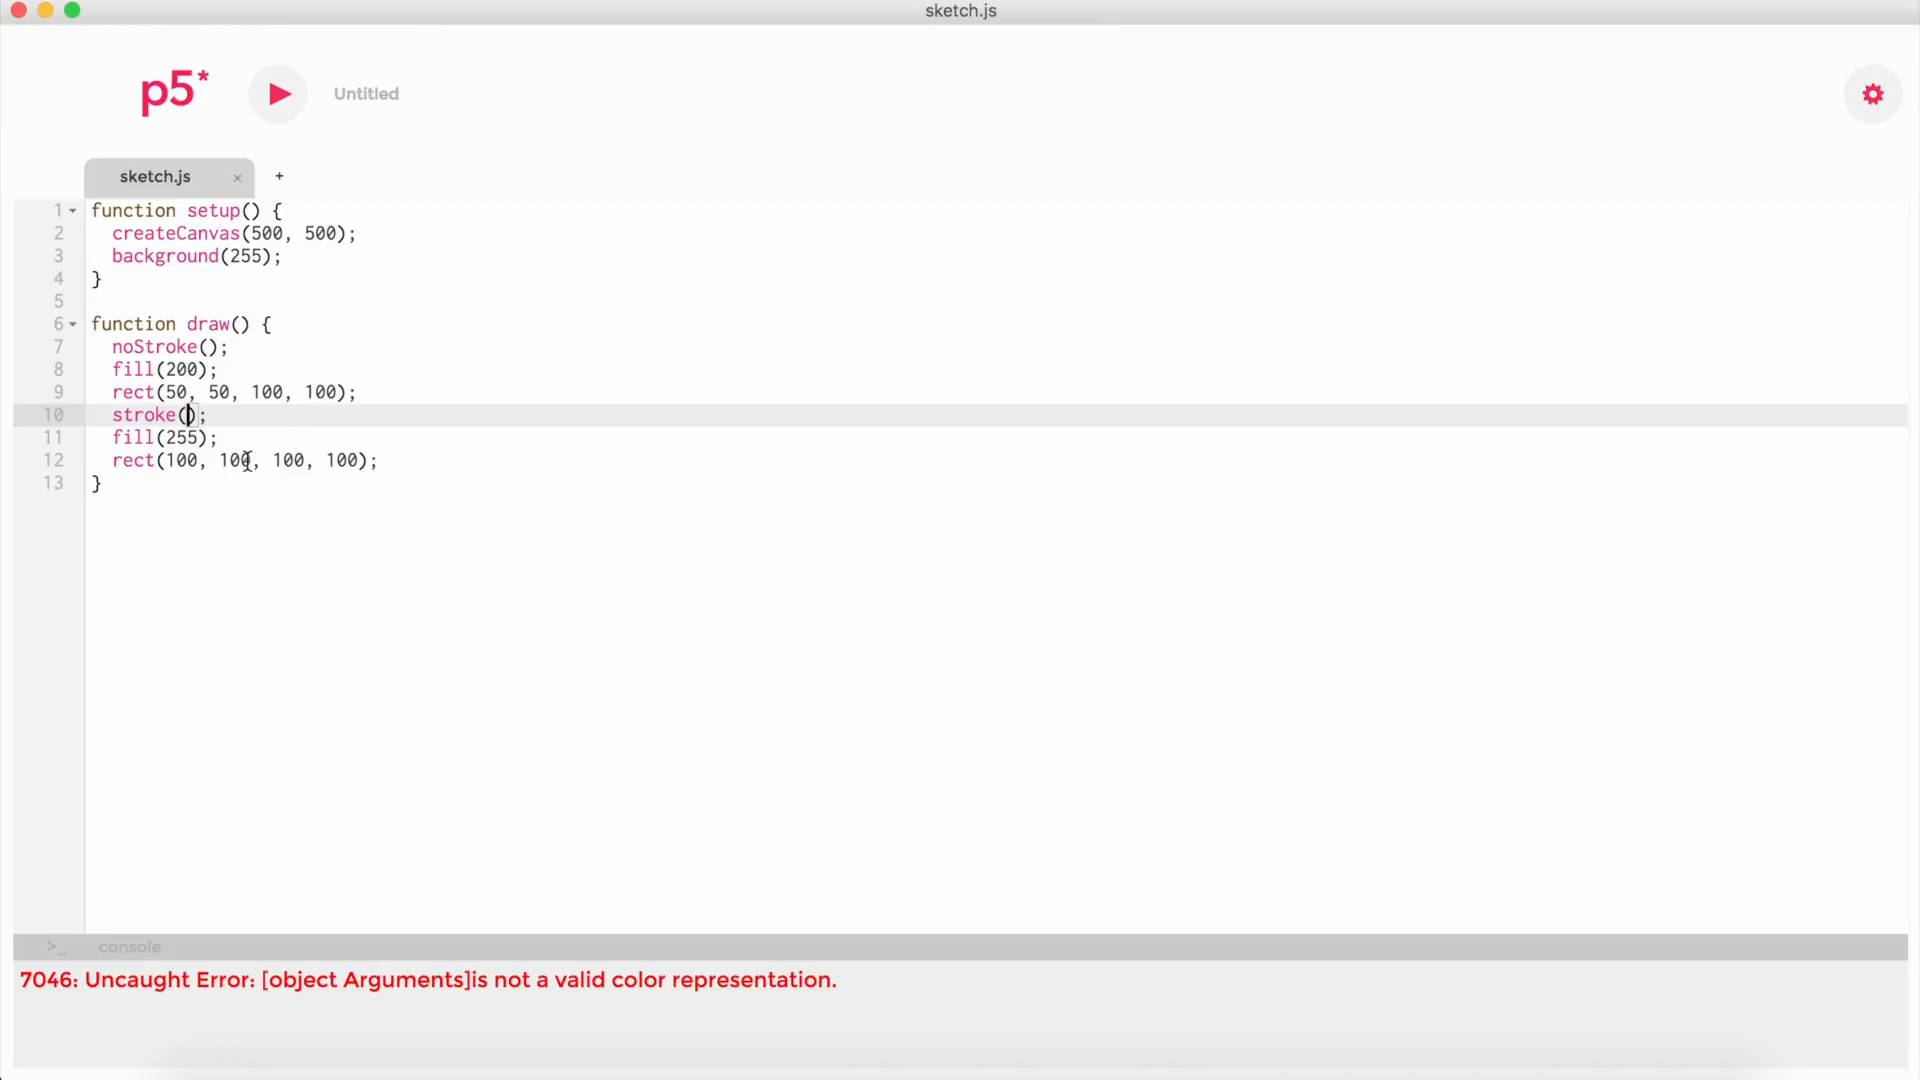 sketch.js
p5*
Untitled
sketch.js × +
1 function setup() {
2 createCanvas(500, 500);
3 background(255);
4 }
5
6 function draw() {
7 noStroke();
8 fill(200);
9 rect(50, 50, 100, 100);
10 stroke();
11 fill(255);
12 rect(100, 100, 100, 100);
13 }
>_ console
7046: Uncaught Error: [object Arguments]is not a valid color representation.